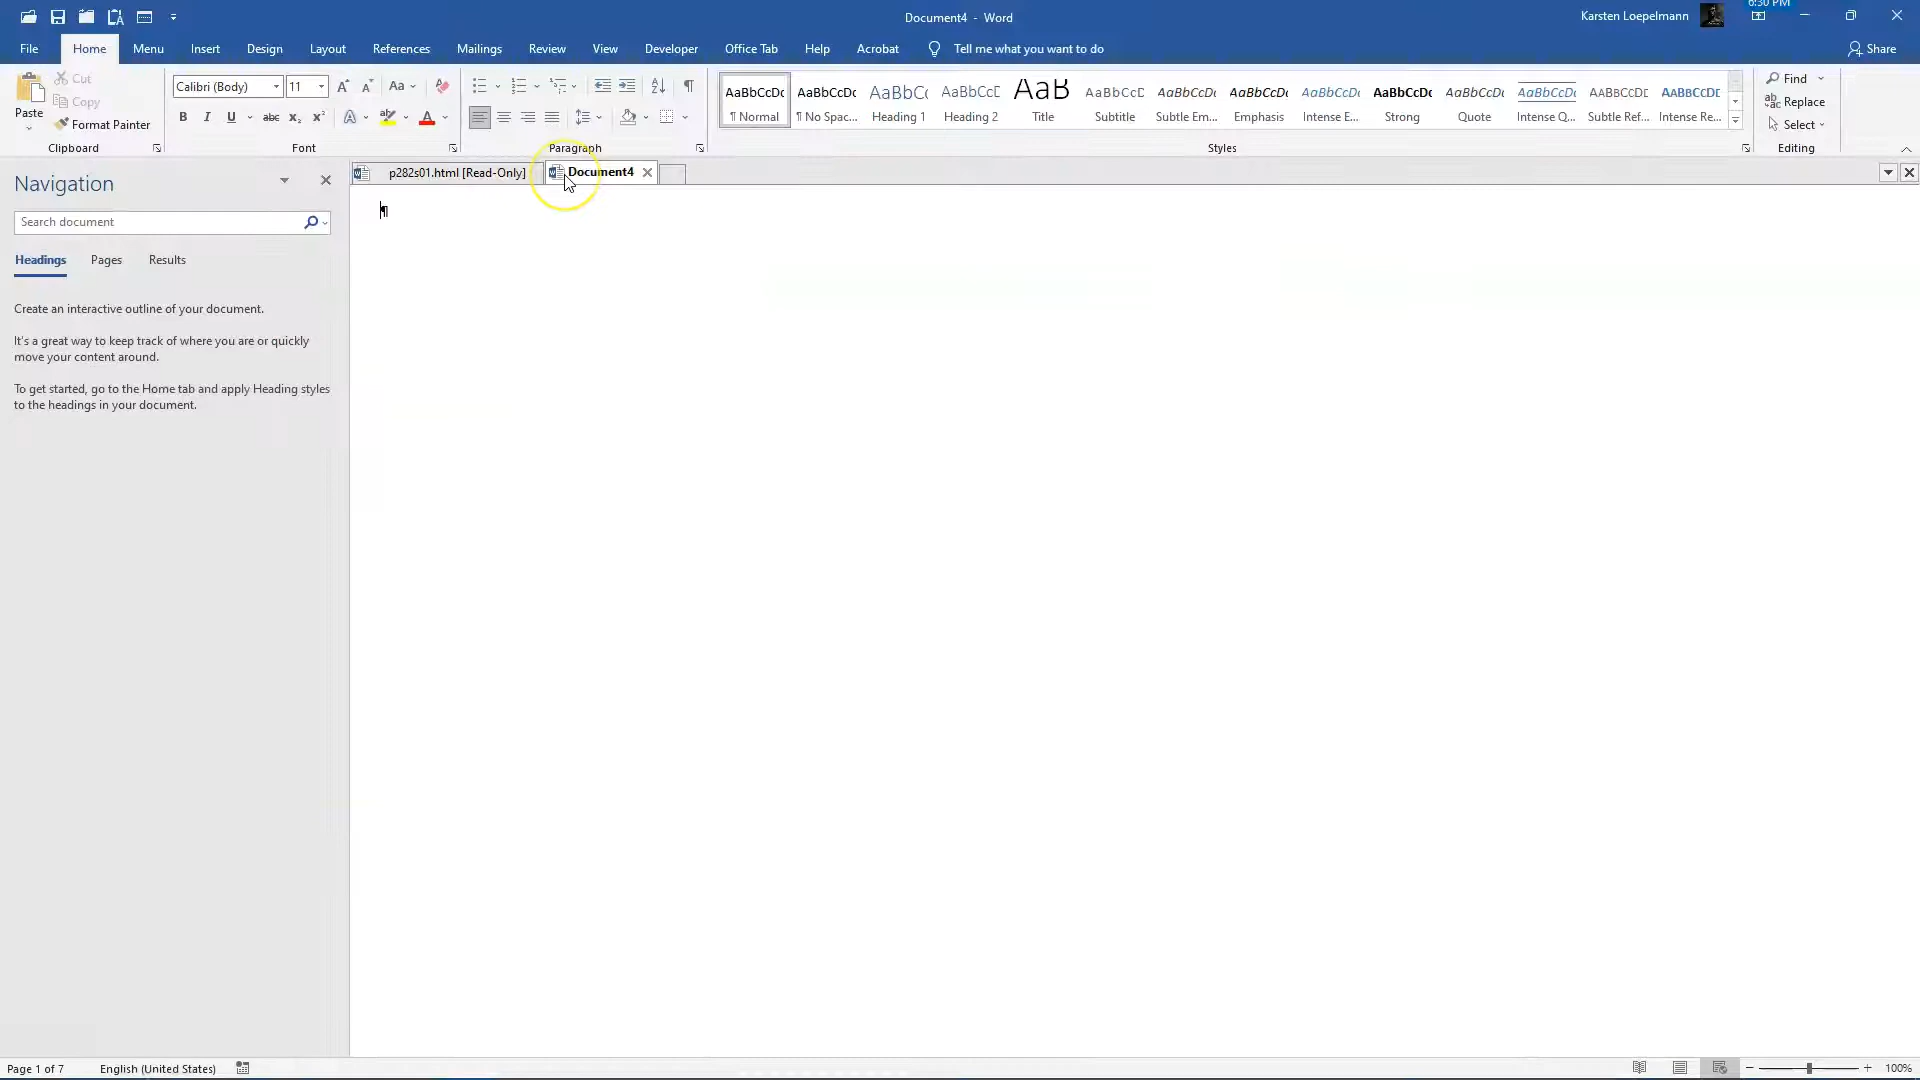 Document4 - Word
Karsten Loepelmann
6:30 PM
File Home Menu Insert Design Layout References Mailings Review View Developer Office Tab Help Acrobat Tell me what you want to do Share
Paste
Cut
Copy
Format Painter
Clipboard
Calibri (Body) 11
Font
Paragraph
AaBbCcDc AaBbCcDc AaBbCc AaBbCcD AaB AaBbCcD AaBbCcDc AaBbCcDc AaBbCcDc AaBbCcDc AaBbCcDc AaBbCcDc AABBCCDE AABBCCDE
¶ Normal ¶ No Spac... Heading 1 Heading 2 Title Subtitle Subtle Em... Emphasis Intense E... Strong Quote Intense Q... Subtle Ref... Intense Re...
Styles
Find
Replace
Select
Editing
Navigation
p282s01.html [Read-Only] Document4
¶
Search document
Headings Pages Results
Create an interactive outline of your document.
It's a great way to keep track of where you are or quickly
move your content around.
To get started, go to the Home tab and apply Heading styles
to the headings in your document.
Page 1 of 7 English (United States) 100%